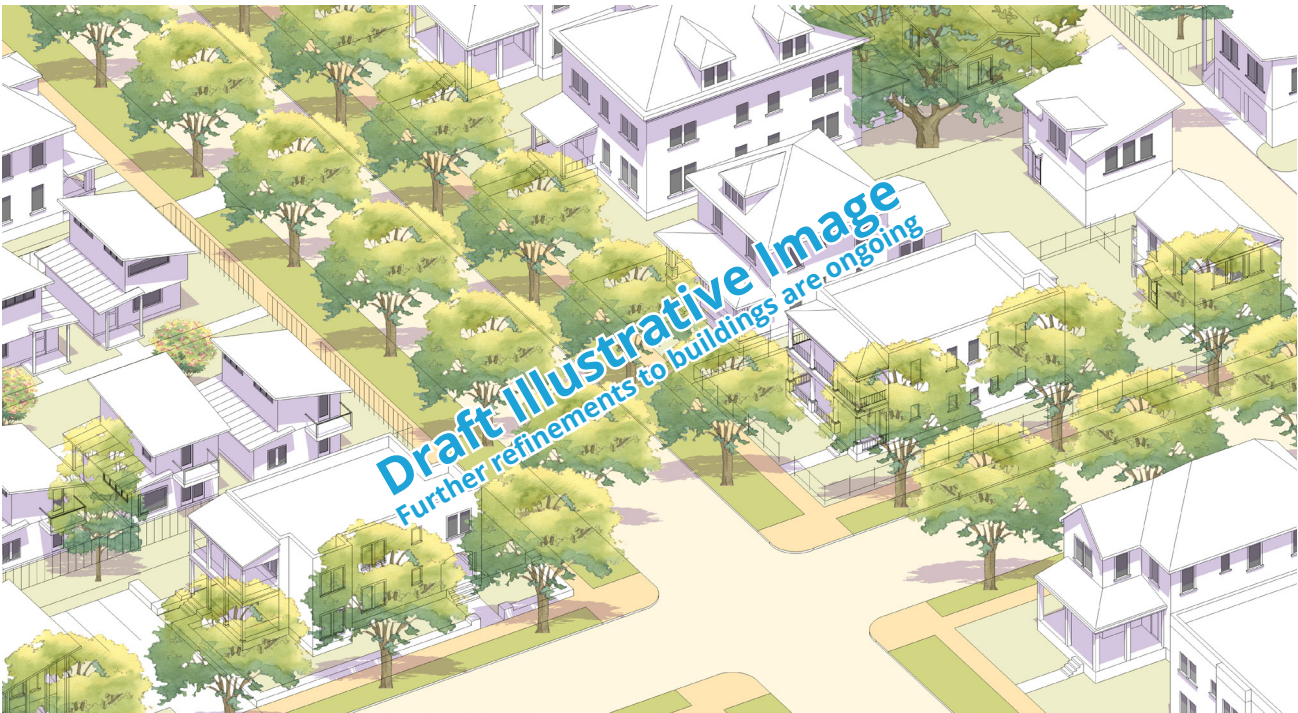 Draft Illustrative Image
Further refinements to buildings are ongoing